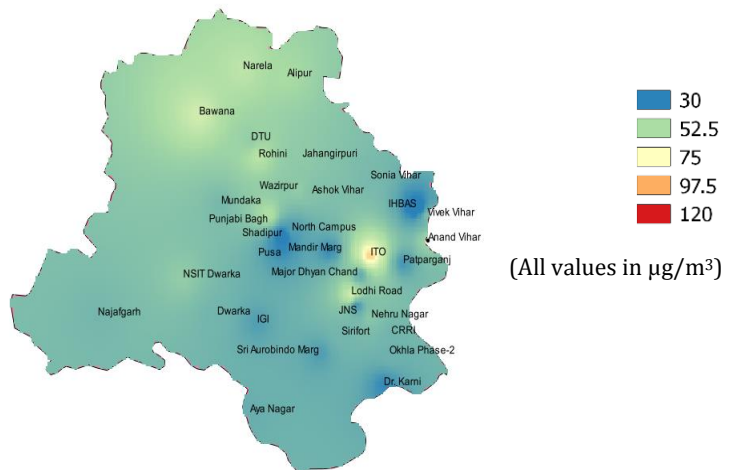 Narela
Alipur
Bawana
DTU
Rohini
Jahangirpuri
Sonia Vihar
Wazirpur
Ashok Vihar
Mundaka
IHBAS
Vivek Vihar
Punjabi Bagh
North Campus
Shadipur
Anand Vihar
Pusa
Mandir Marg
ITO
Patparganj
NSIT Dwarka
Major Dhyan Chand
Lodhi Road
Najafgarh
Dwarka
IGI
JNS
Nehru Nagar
Sirifort
CRRI
Sri Aurobindo Marg
Okhla Phase-2
Dr. Karni
Aya Nagar
30
52.5
75
97.5
120
(All values in µg/m³)